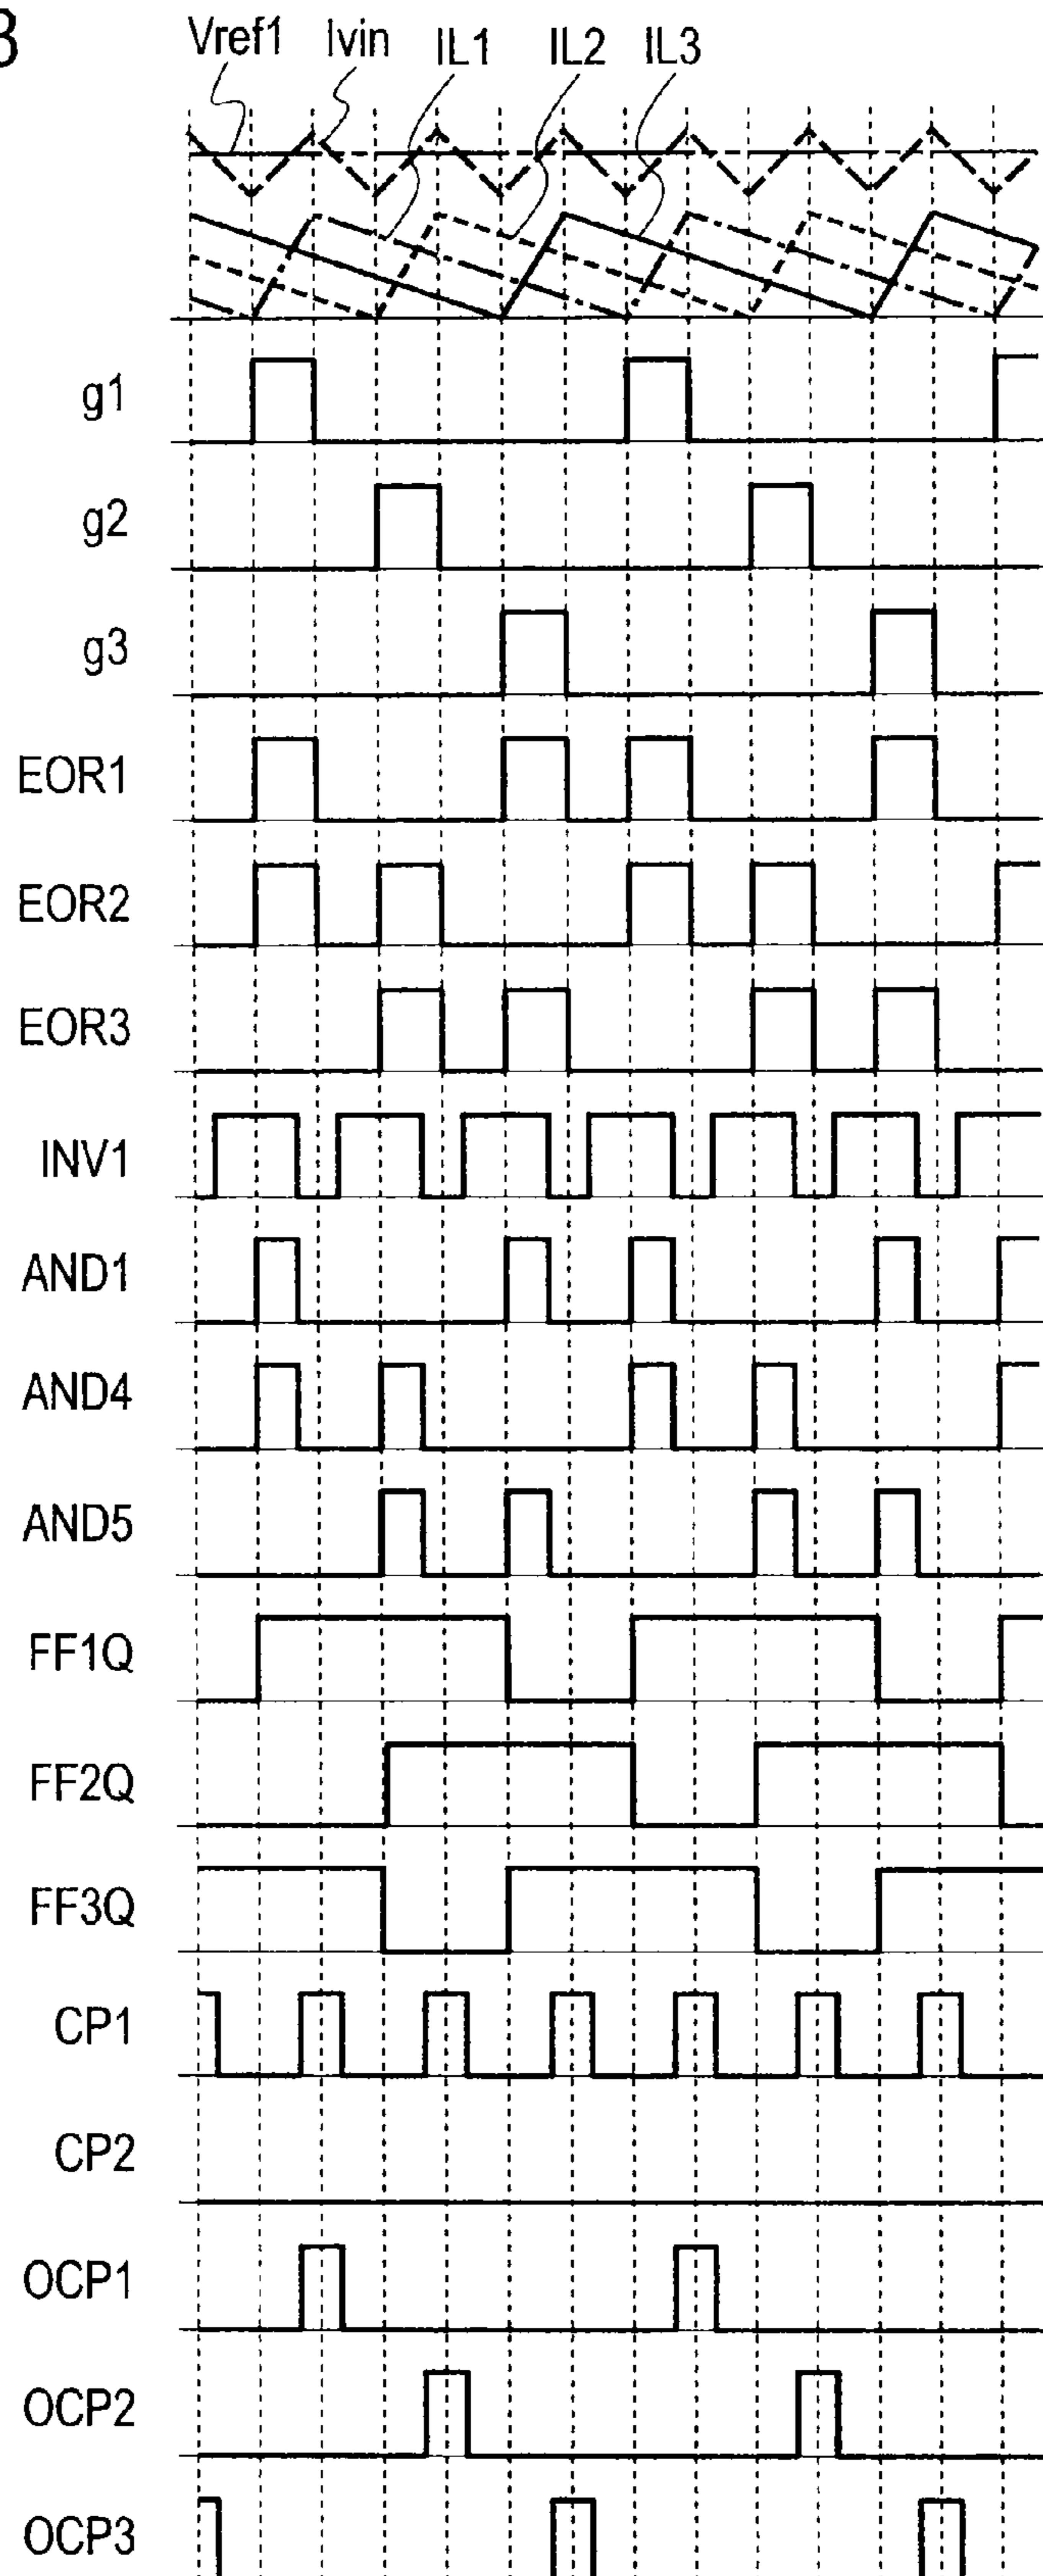 Vref1 Ivin IL1 IL2 IL3
g1
g2
g3
EOR1
EOR2
EOR3
INV1
AND1
AND4
AND5
FF1Q
FF2Q
FF3Q
CP1
CP2
OCP1
OCP2
OCP3